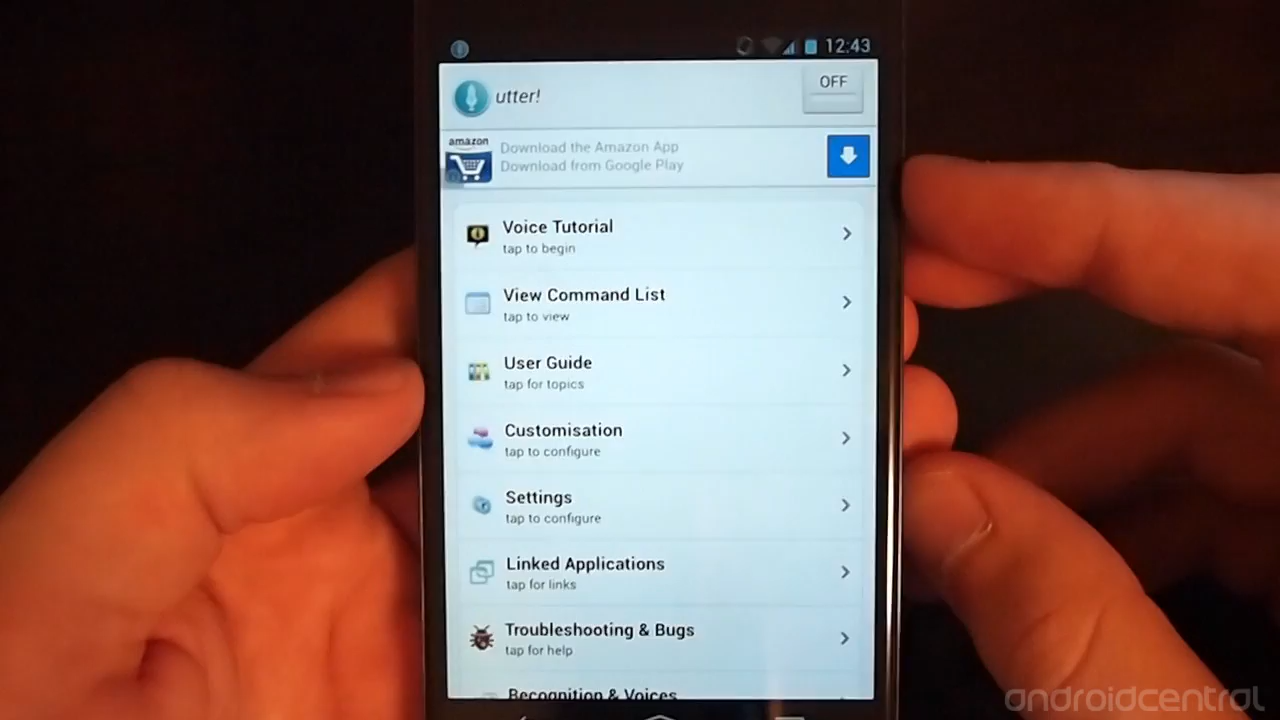 12:43
utter!
OFF
amazon
Download the Amazon App
Download from Google Play
Voice Tutorial
tap to begin
View Command List
tap to view
User Guide
tap for topics
Customisation
tap to configure
Settings
tap to configure
Linked Applications
tap for links
Troubleshooting & Bugs
tap for help
Recognition & Voices
androidcentral